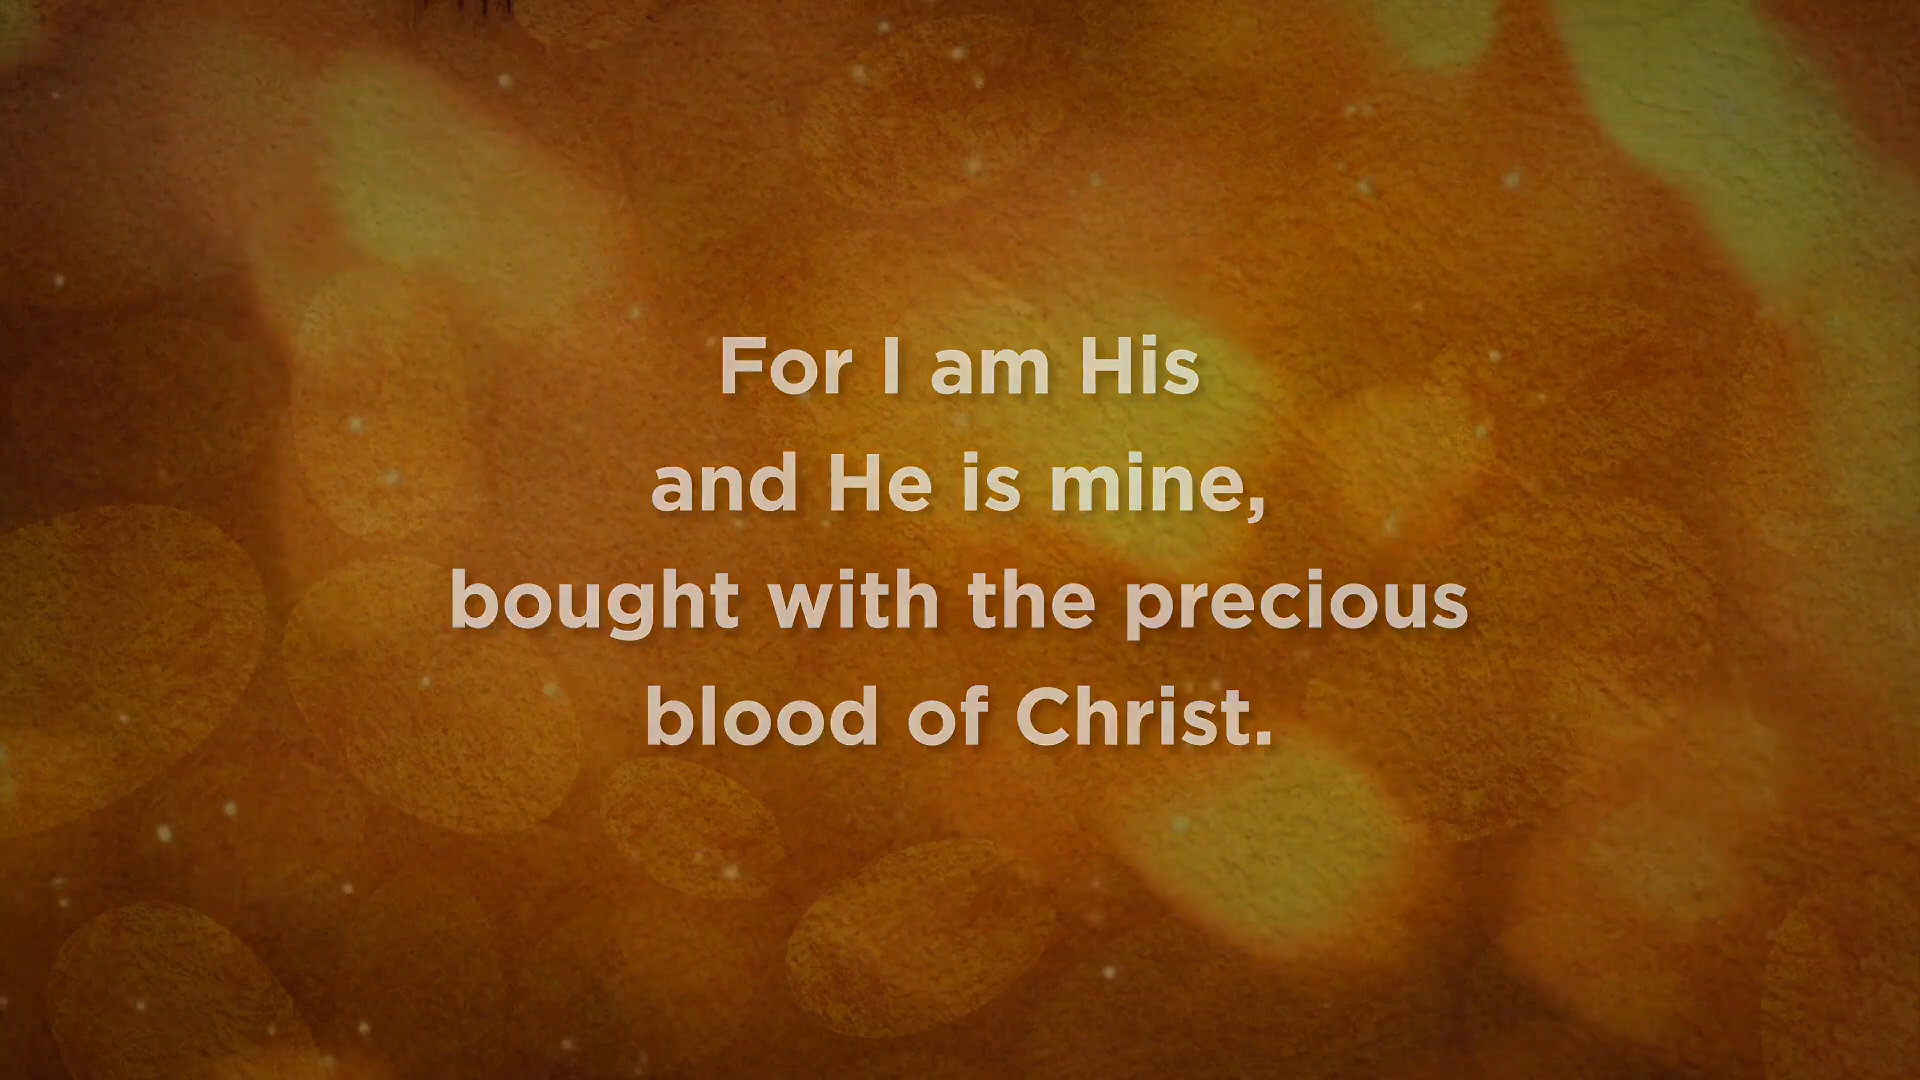 For I am His
and He is mine,
bought with the precious
blood of Christ.